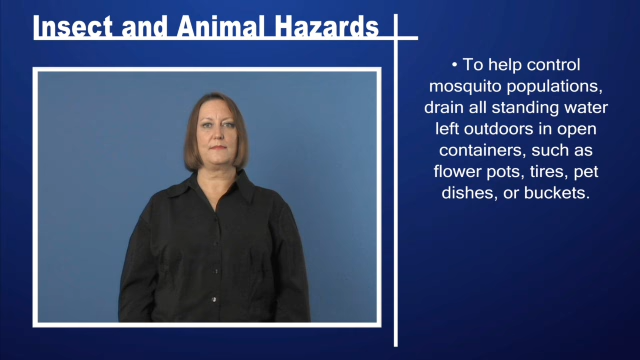 Insect and Animal Hazards
• To help control
mosquito populations,
drain all standing water
left outdoors in open
containers, such as
flower pots, tires, pet
dishes, or buckets.